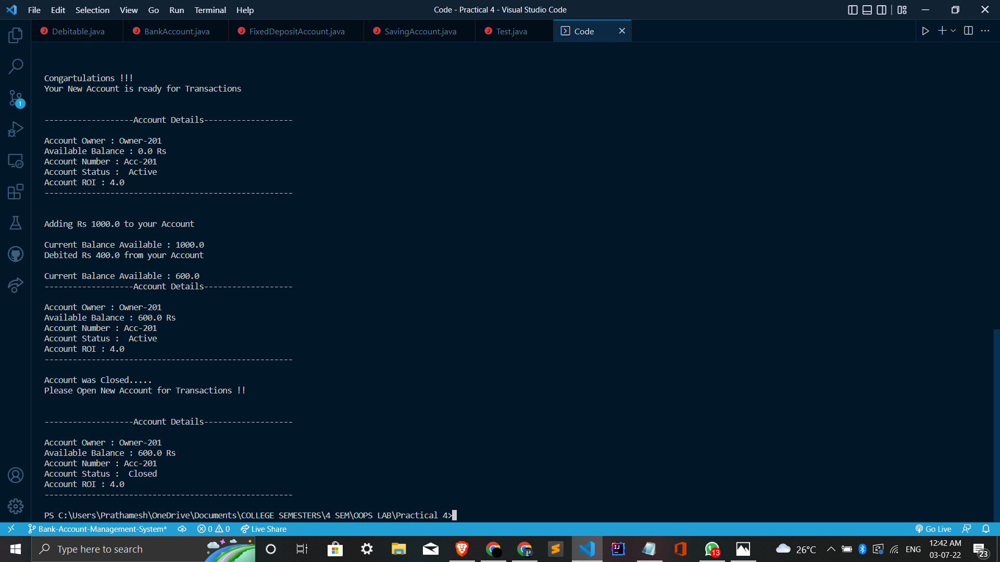 File Edit Selection View Go Run Terminal Help
Code - Practical 4 - Visual Studio Code
Debitable.java
BankAccount.java
FixedDepositAccount.java
SavingAccount.java
Test.java
Code
1
Congartulations !!!
Your New Account is ready for Transactions
-------------------Account Details-------------------
Account Owner : Owner-201
Available Balance : 0.0 Rs
Account Number : Acc-201
Account Status :  Active
Account ROI : 4.0
-----------------------------------------------------
Adding Rs 1000.0 to your Account
Current Balance Available : 1000.0
Debited Rs 400.0 from your Account
Current Balance Available : 600.0
-------------------Account Details-------------------
Account Owner : Owner-201
Available Balance : 600.0 Rs
Account Number : Acc-201
Account Status :  Active
Account ROI : 4.0
-----------------------------------------------------
Account was Closed.....
Please Open New Account for Transactions !!
-------------------Account Details-------------------
Account Owner : Owner-201
Available Balance : 600.0 Rs
Account Number : Acc-201
Account Status :  Closed
Account ROI : 4.0
-----------------------------------------------------
PS C:\Users\Prathamesh\OneDrive\Documents\COLLEGE SEMESTERS\4 SEM\OOPS LAB\Practical 4>
Bank-Account-Management-System* 0 0 Live Share
Go Live
Type here to search
P
IJ
13
26°C
ENG
12:42 AM
03-07-22
23